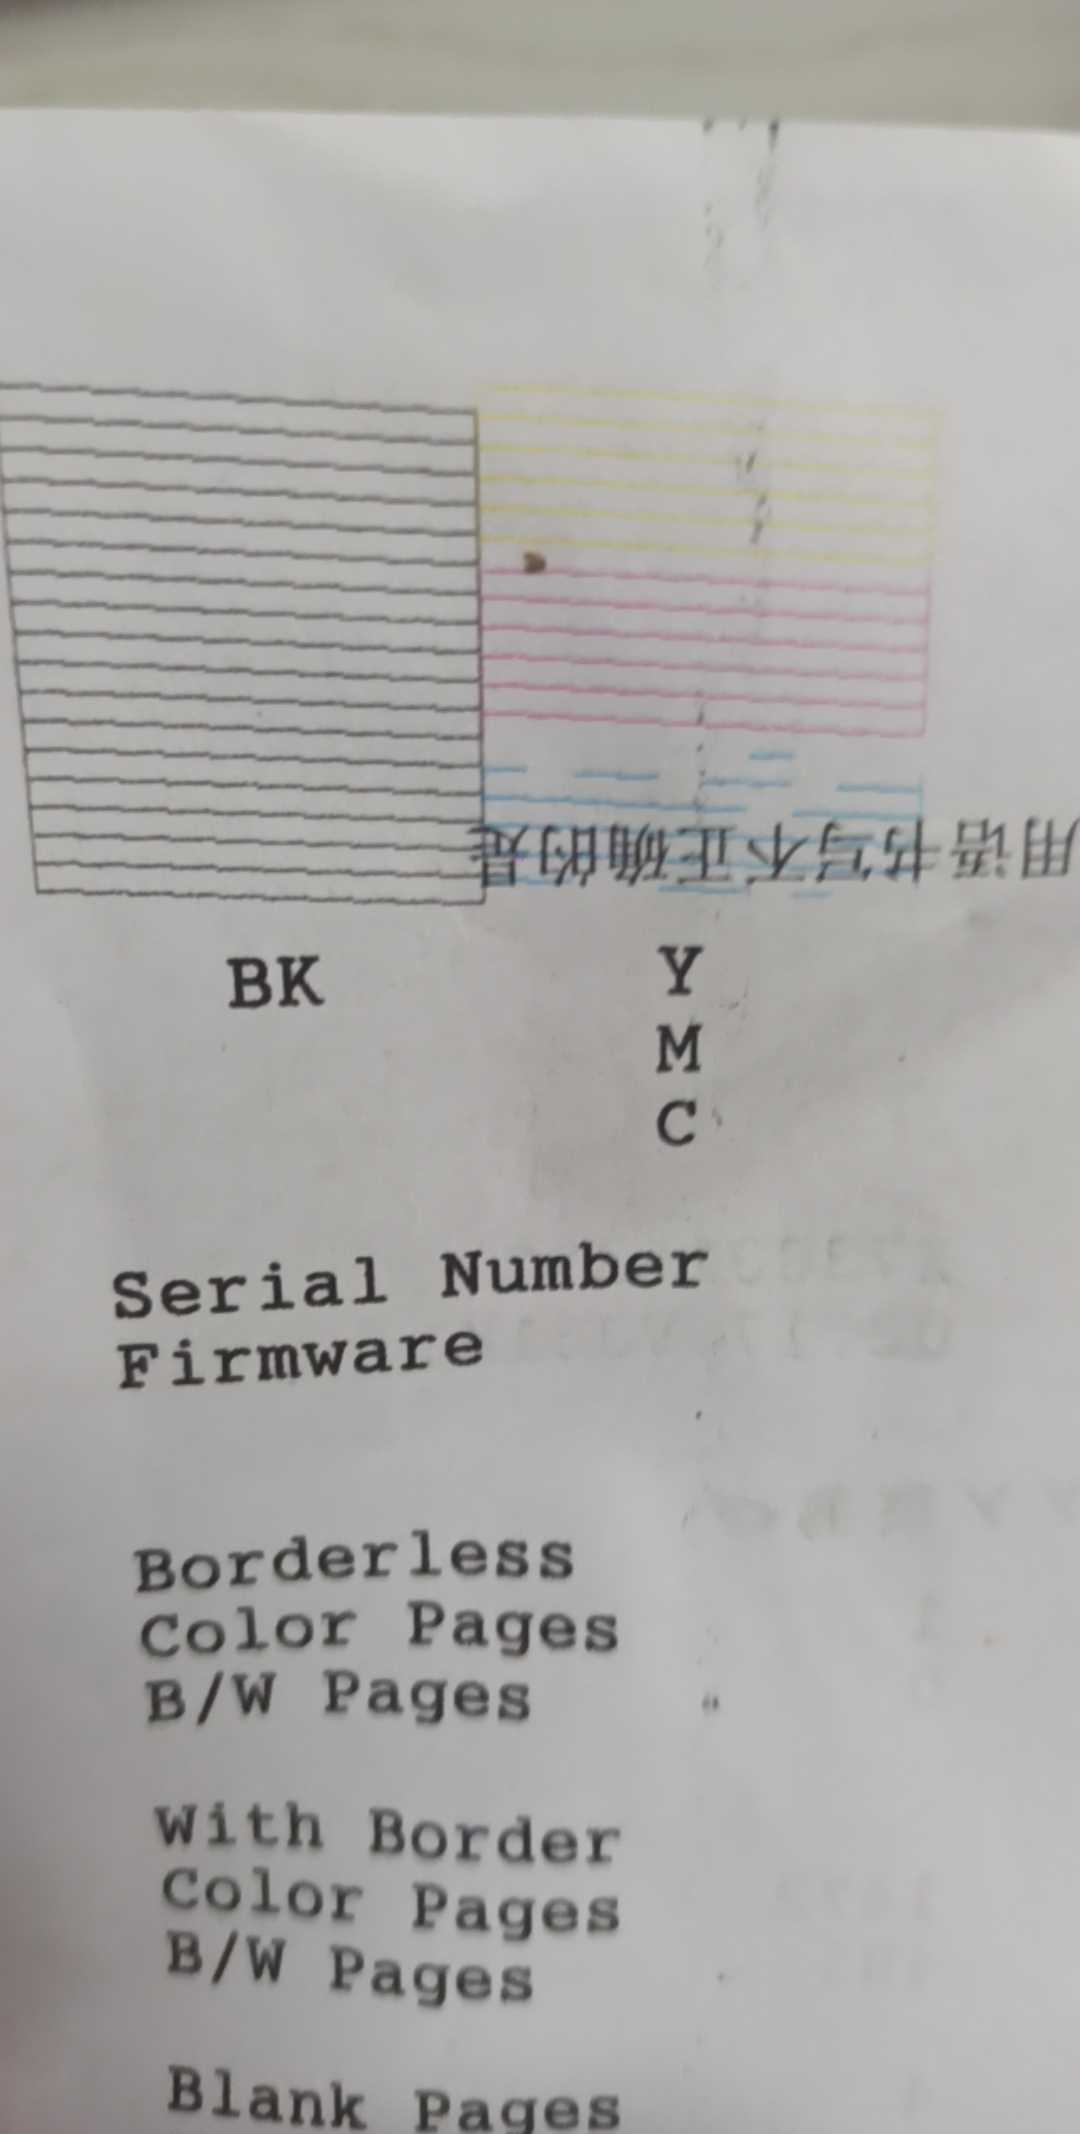 用语书写不正确的是
BK
Y
M
C
Serial Number
Firmware
Borderless
Color Pages
B/W Pages
With Border
Color Pages
B/W Pages
Blank Pages